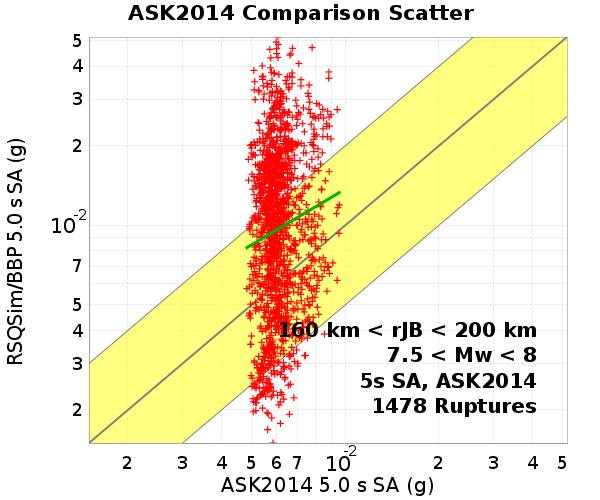 ASK2014 Comparison Scatter
RSQSim/BBP 5.0 s SA (g)
5
4
3
2
10-2
7
5
4
3
2
160 km < rJB < 200 km
7.5 < Mw < 8
5s SA, ASK2014
1478 Ruptures
2 3 4 5 6 7 10-2 2 3 4 5
ASK2014 5.0 s SA (g)